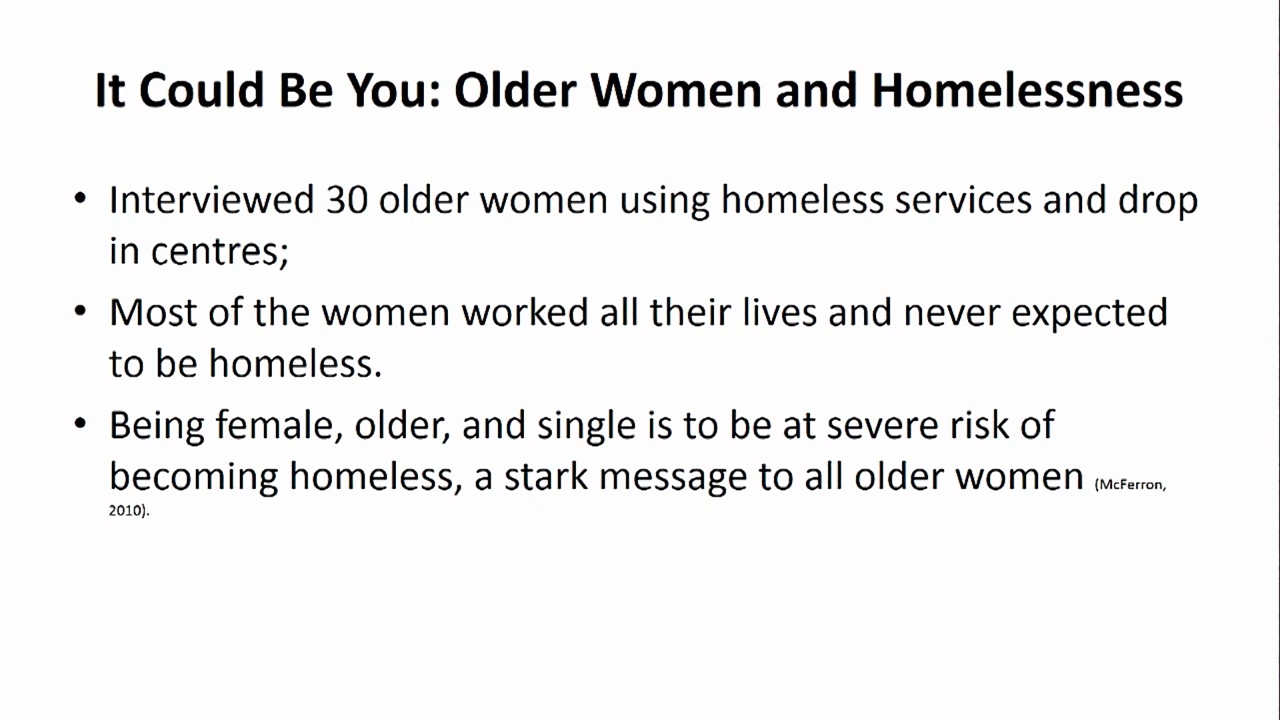 It Could Be You: Older Women and Homelessness
• Interviewed 30 older women using homeless services and drop
in centres;
• Most of the women worked all their lives and never expected
to be homeless.
• Being female, older, and single is to be at severe risk of
becoming homeless, a stark message to all older women (McFerron,
2010).